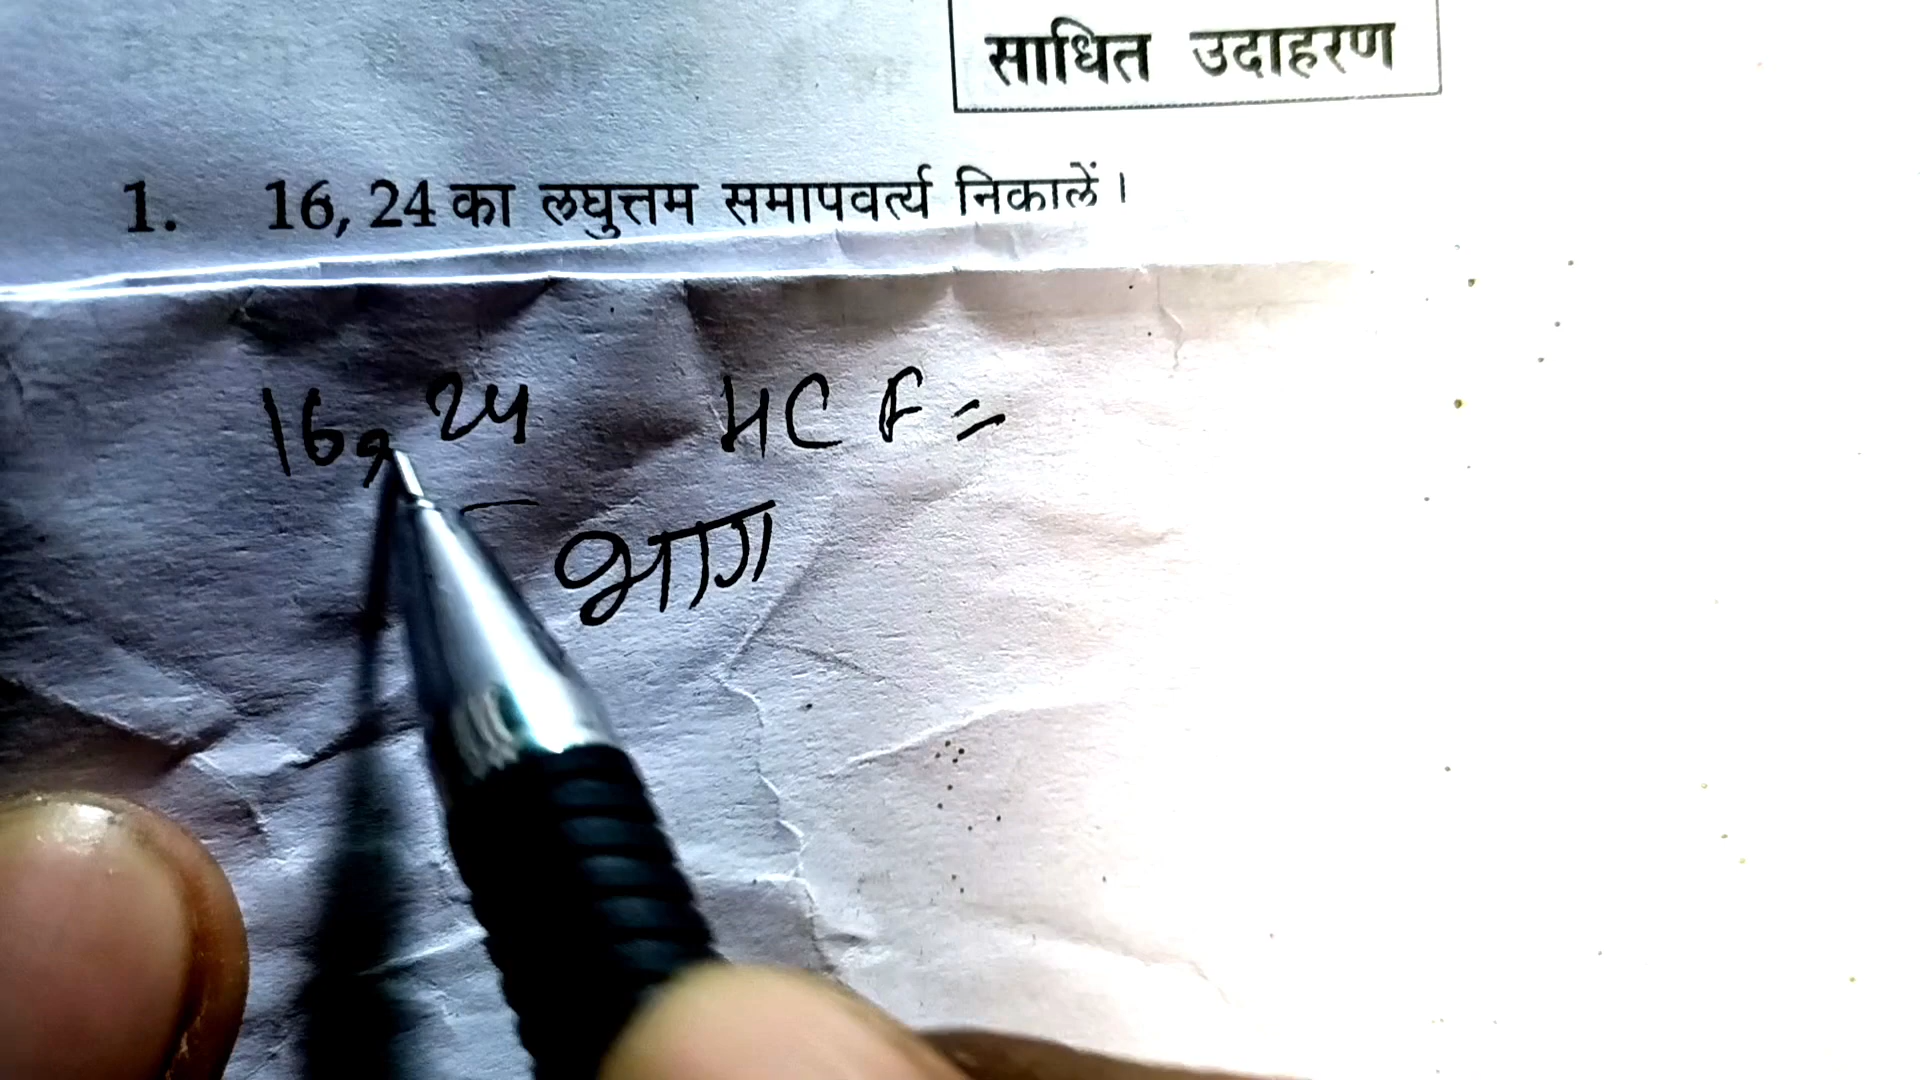 साधित उदाहरण
1. 16, 24 का लघुत्तम समापवर्त्य निकालें।
16, 24 HCF =
भाग